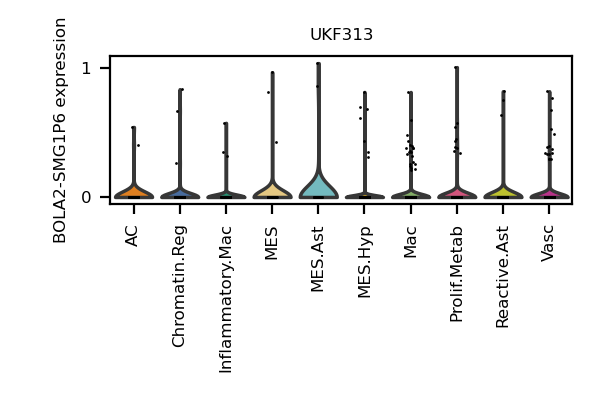 UKF313
BOLA2-SMG1P6 expression
1
0
AC
Chromatin.Reg
Inflammatory.Mac
MES
MES.Ast
MES.Hyp
Mac
Prolif.Metab
Reactive.Ast
Vasc